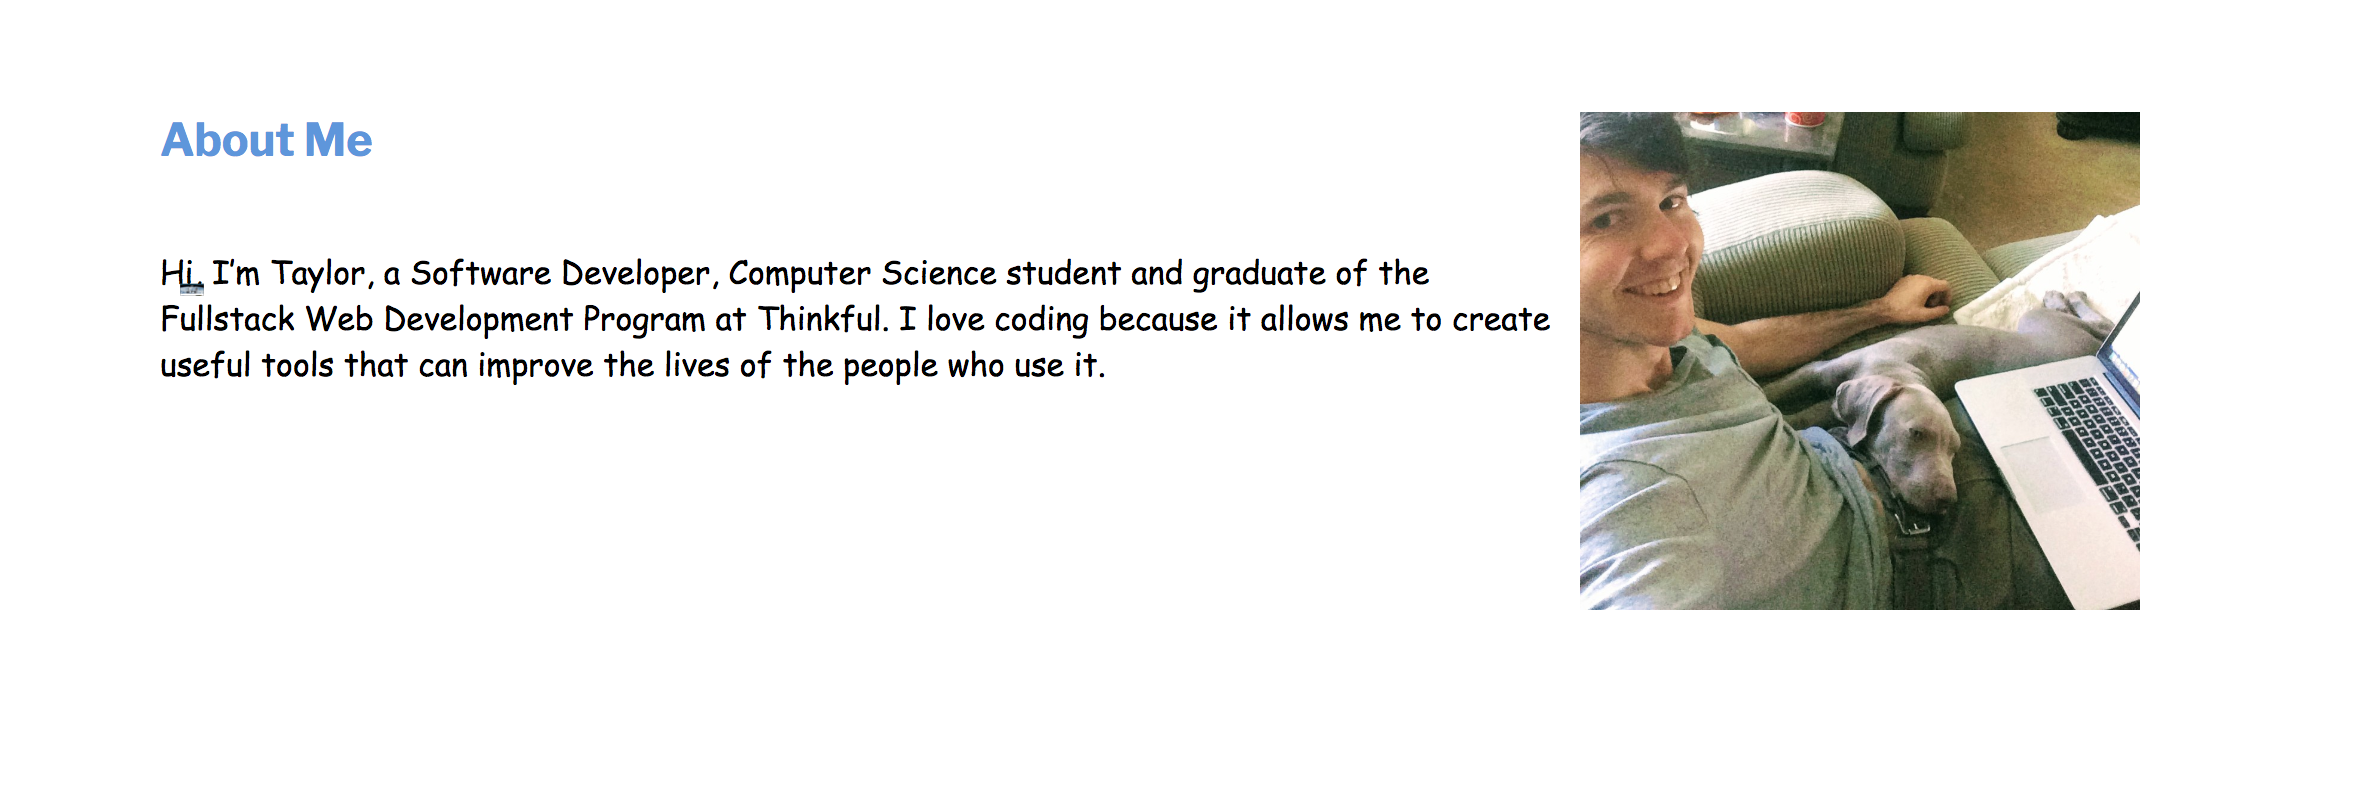 About Me
Hi, I'm Taylor, a Software Developer, Computer Science student and graduate of the
Fullstack Web Development Program at Thinkful. I love coding because it allows me to create
useful tools that can improve the lives of the people who use it.